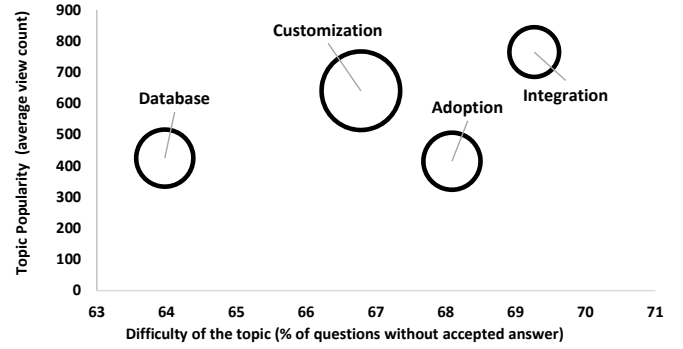 Topic Popularity (average view count)
900
800
700
600
500
400
300
200
100
0
Customization
Database
Adoption
Integration
63 64 65 66 67 68 69 70 71
Difficulty of the topic (% of questions without accepted answer)